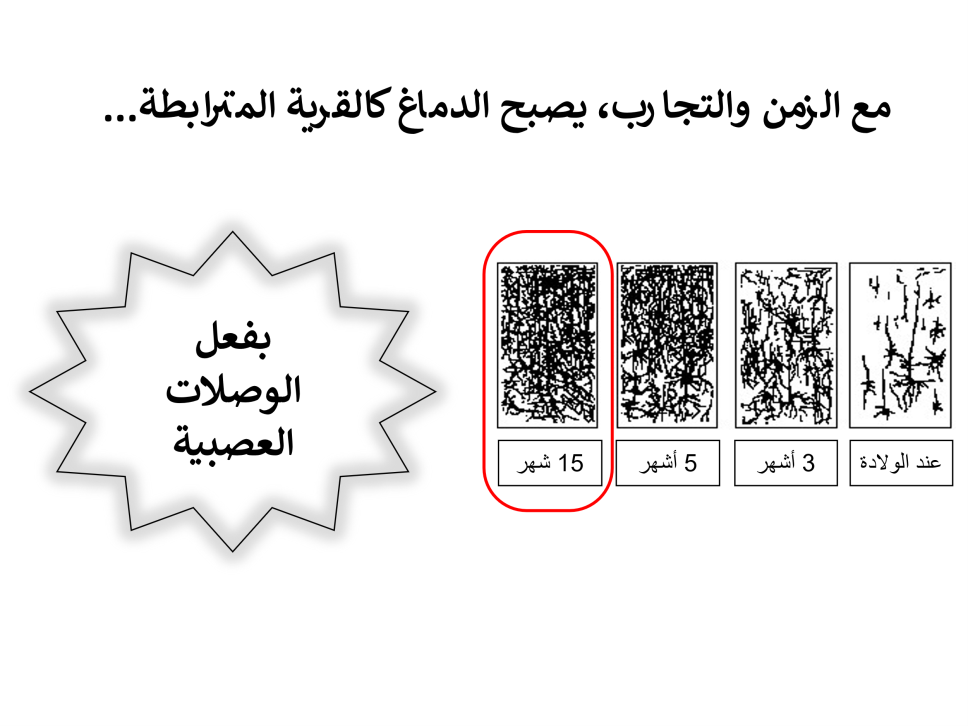 مع الزمن والتجارب، يصبح الدماغ كالقرية المترابطة...
عند الولادة
3 أشهر
5 أشهر
15 شهر
بفعل
الوصلات
العصبية